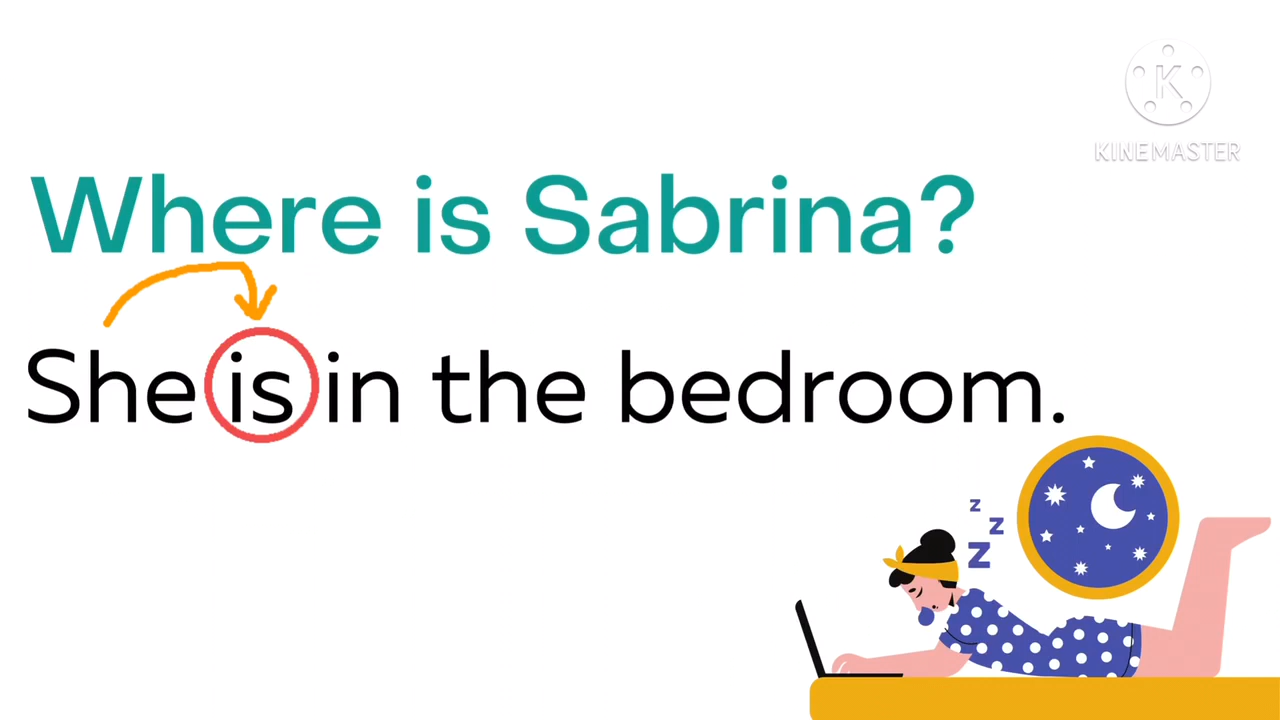 K
KINEMASTER
Where is Sabrina?
She is in the bedroom.
z
z
z